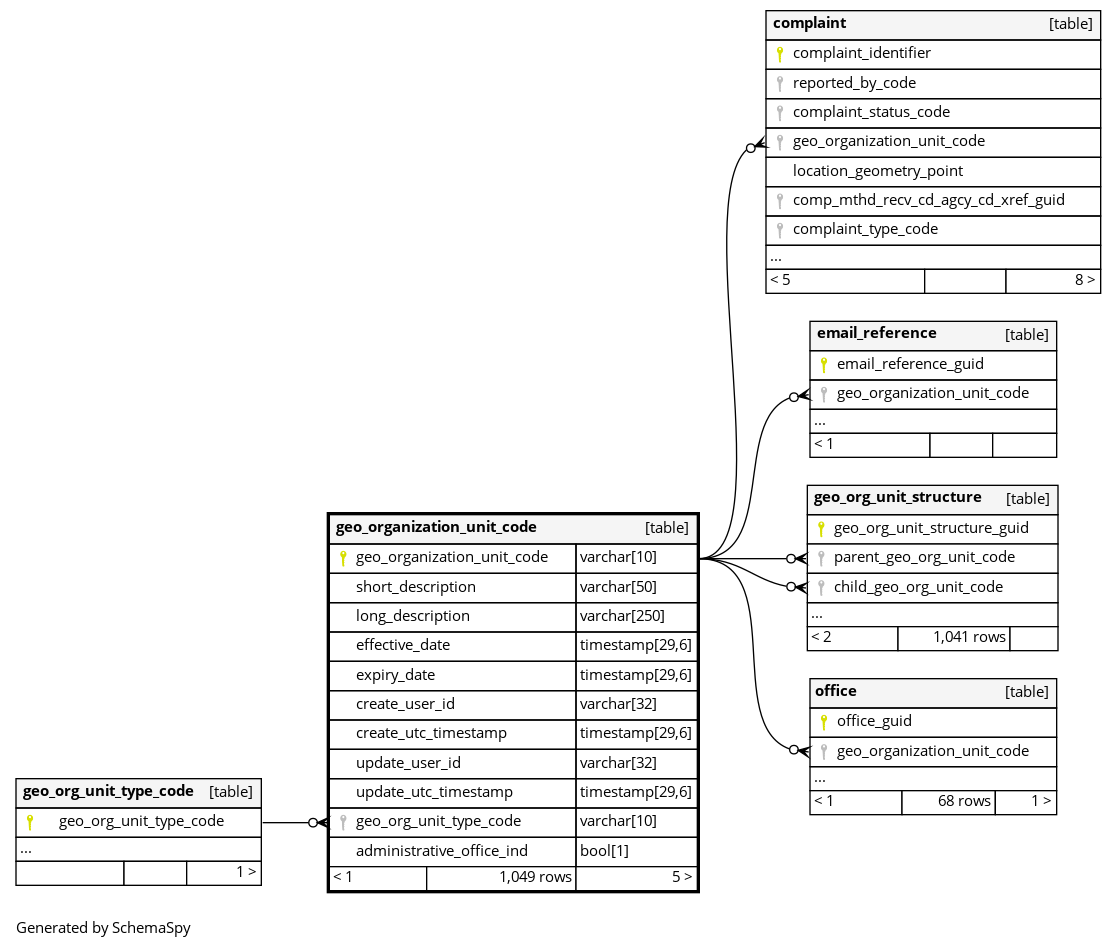 complaint [table]
complaint_identifier
reported_by_code
complaint_status_code
geo_organization_unit_code
location_geometry_point
comp_mthd_recv_cd_agcy_cd_xref_guid
complaint_type_code
...
< 5 8 >
email_reference [table]
email_reference_guid
geo_organization_unit_code
...
< 1
geo_org_unit_structure [table]
geo_org_unit_structure_guid
parent_geo_org_unit_code
child_geo_org_unit_code
...
< 2 1,041 rows
office [table]
office_guid
geo_organization_unit_code
...
< 1 68 rows 1 >
geo_organization_unit_code [table]
geo_organization_unit_code varchar[10]
short_description varchar[50]
long_description varchar[250]
effective_date timestamp[29,6]
expiry_date timestamp[29,6]
create_user_id varchar[32]
create_utc_timestamp timestamp[29,6]
update_user_id varchar[32]
update_utc_timestamp timestamp[29,6]
geo_org_unit_type_code varchar[10]
administrative_office_ind bool[1]
< 1 1,049 rows 5 >
geo_org_unit_type_code [table]
geo_org_unit_type_code
...
1 >
Generated by SchemaSpy